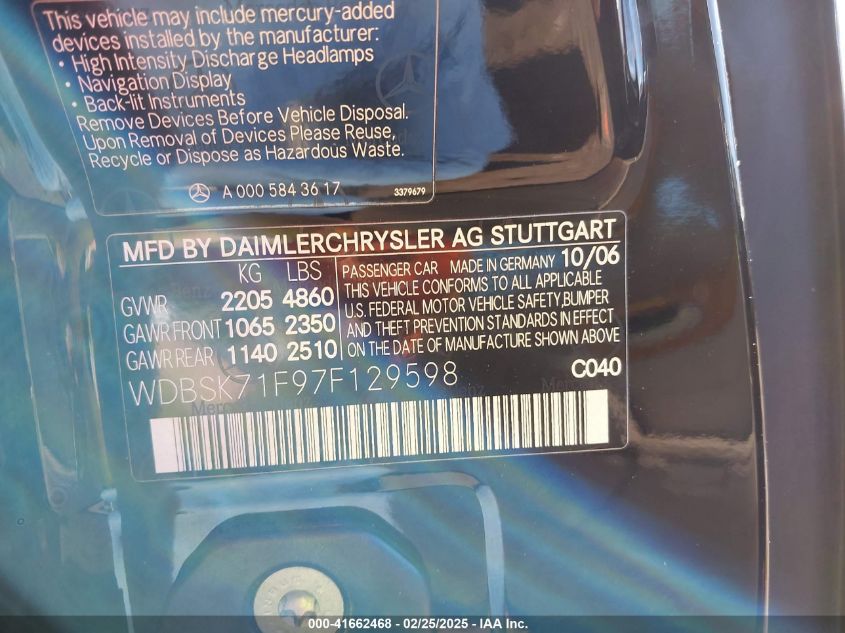 This vehicle may include mercury-added
devices installed by the manufacturer:
• High Intensity Discharge Headlamps
• Navigation Display
• Back-lit Instruments
Remove Devices Before Vehicle Disposal.
Upon Removal of Devices Please Reuse,
Recycle or Dispose as Hazardous Waste.
A 000 584 36 17 3379679
MFD BY DAIMLERCHRYSLER AG STUTTGART
KG LBS
GVWR 2205 4860
GAWR FRONT 1065 2350
GAWR REAR 1140 2510
PASSENGER CAR MADE IN GERMANY 10/06
THIS VEHICLE CONFORMS TO ALL APPLICABLE
U.S. FEDERAL MOTOR VEHICLE SAFETY,BUMPER
AND THEFT PREVENTION STANDARDS IN EFFECT
ON THE DATE OF MANUFACTURE SHOWN ABOVE
WDBSK71F97F129598
C040
000-41662468 - 02/25/2025 - IAA Inc.